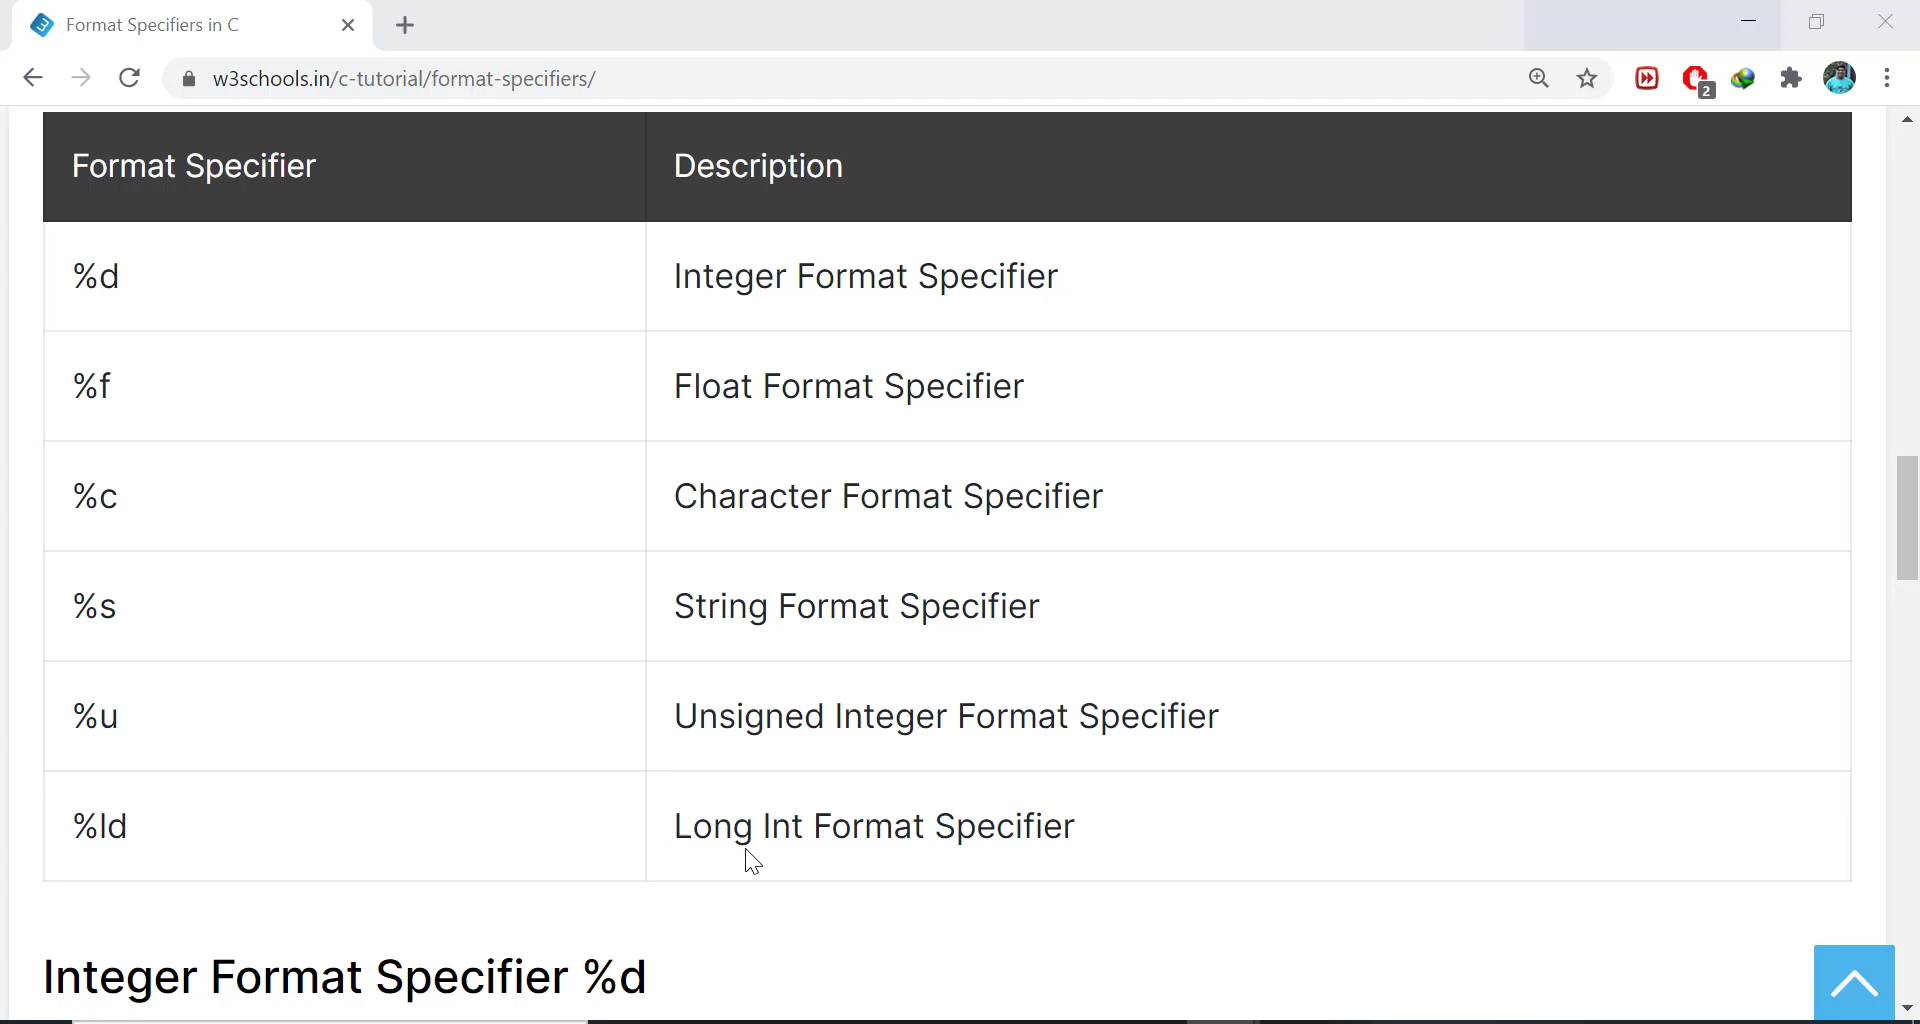 Format Specifiers in C
w3schools.in/c-tutorial/format-specifiers/
2
Format Specifier Description
%d Integer Format Specifier
%f Float Format Specifier
%c Character Format Specifier
%s String Format Specifier
%u Unsigned Integer Format Specifier
%ld Long Int Format Specifier
Integer Format Specifier %d